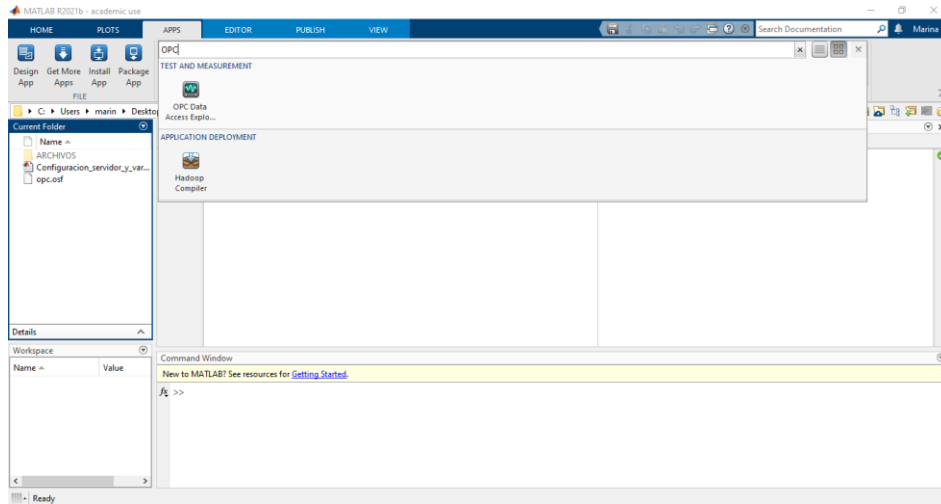 MATLAB R2021b - academic use
HOME PLOTS APPS EDITOR PUBLISH VIEW
Search Documentation
Marina
Design App
Get More Apps
Install App
Package App
FILE
OPC
TEST AND MEASUREMENT
OPC Data
Access Explo...
APPLICATION DEPLOYMENT
Hadoop
Compiler
C: Users marin
Current Folder
Name
ARCHIVOS
Configuracion_servidor_y_var...
opc.osf
Details
Workspace
Name Value
Command Window
New to MATLAB? See resources for Getting Started.
fx >>
Ready